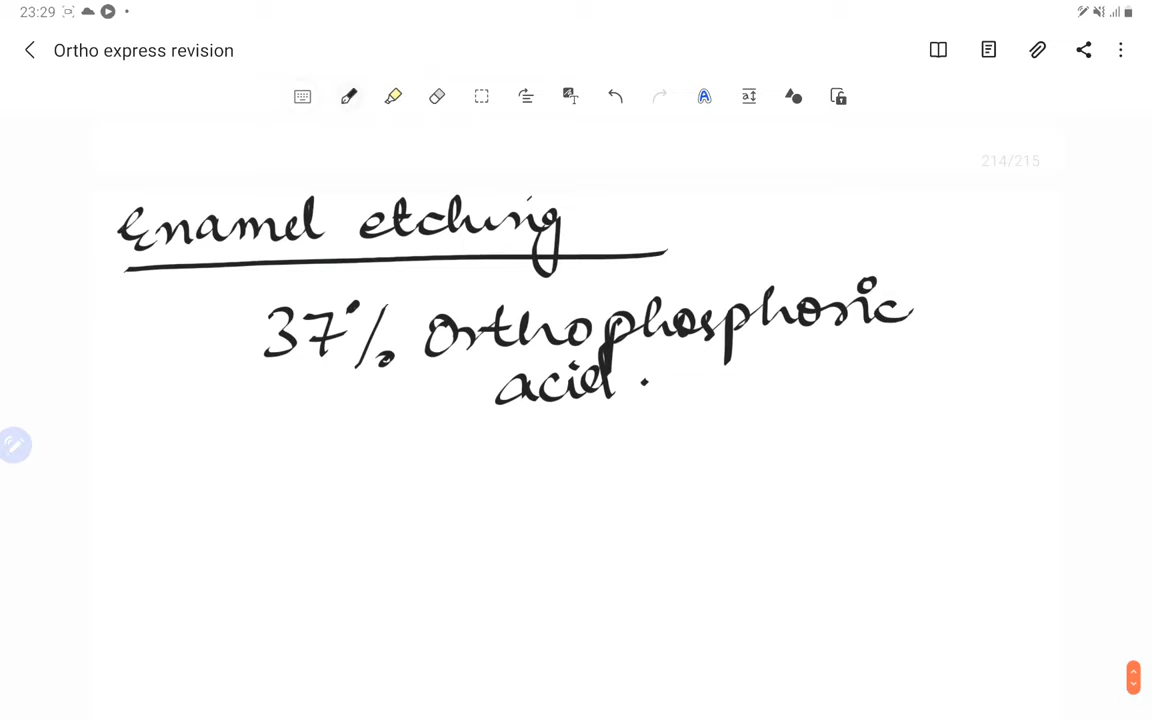 23:29
Ortho express revision
214/215
Enamel etching
37% Orthophosphoric
acid.